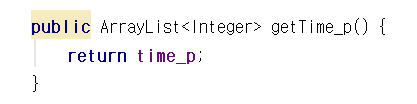 public ArrayList<Integer> getTime_p() {
    return time_p;
}